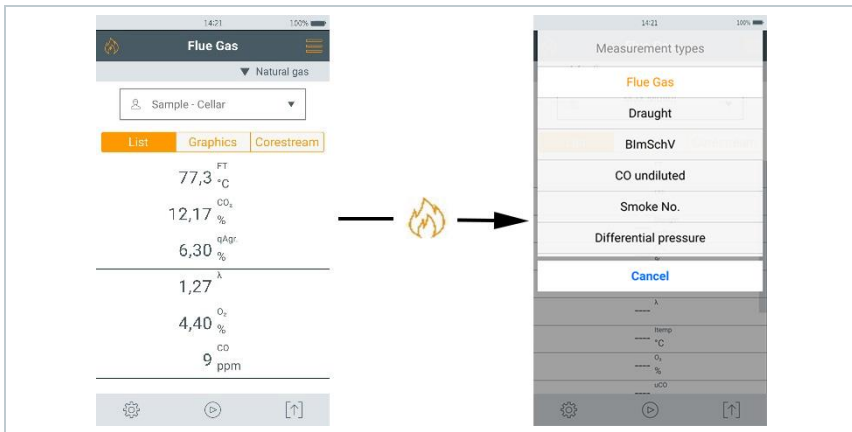 14:21 100%
Flue Gas
▼ Natural gas
Sample - Cellar ▼
List Graphics Corestream
77,3 FT °C
12,17 CO₂ %
6,30 qAgr. %
1,27 λ
4,40 O₂ %
9 CO ppm
14:21 100%
Measurement types
Flue Gas
Draught
BImSchV
CO undiluted
Smoke No.
Differential pressure
Cancel
---- λ
---- Itemp. °C
---- O₂ %
---- uCO